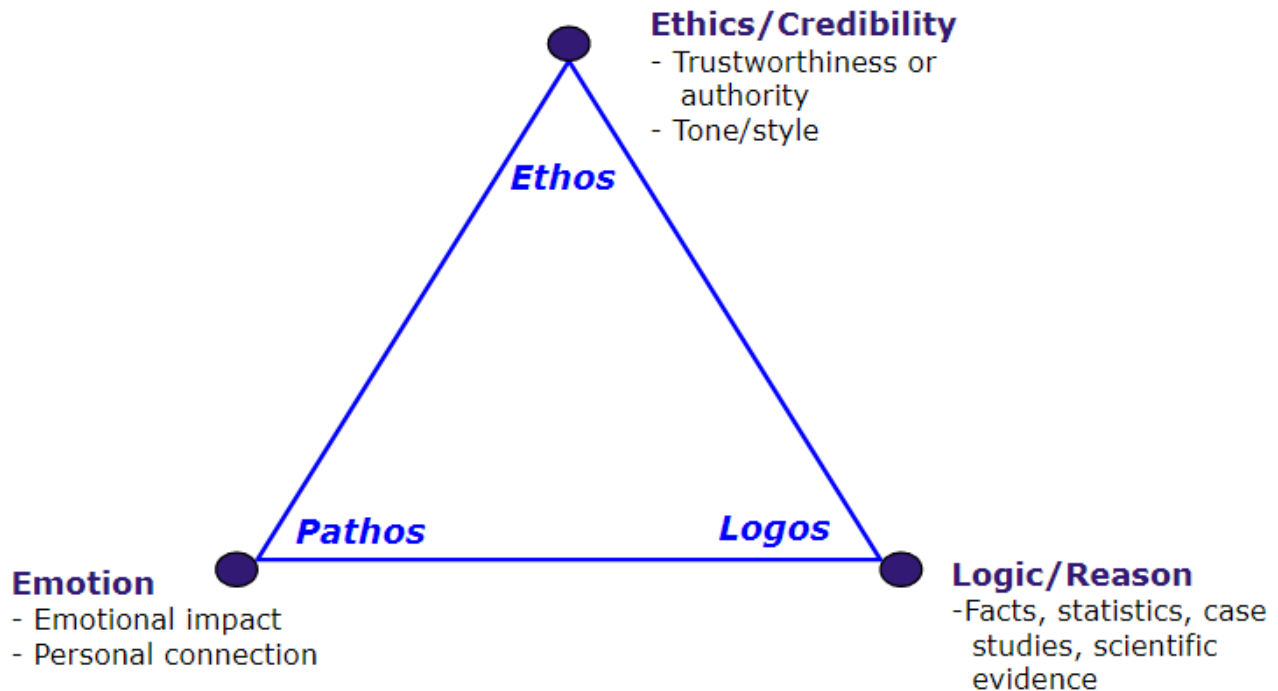 Ethics/Credibility
- Trustworthiness or
authority
- Tone/style
Ethos
Pathos
Logos
Emotion
- Emotional impact
- Personal connection
Logic/Reason
-Facts, statistics, case
studies, scientific
evidence